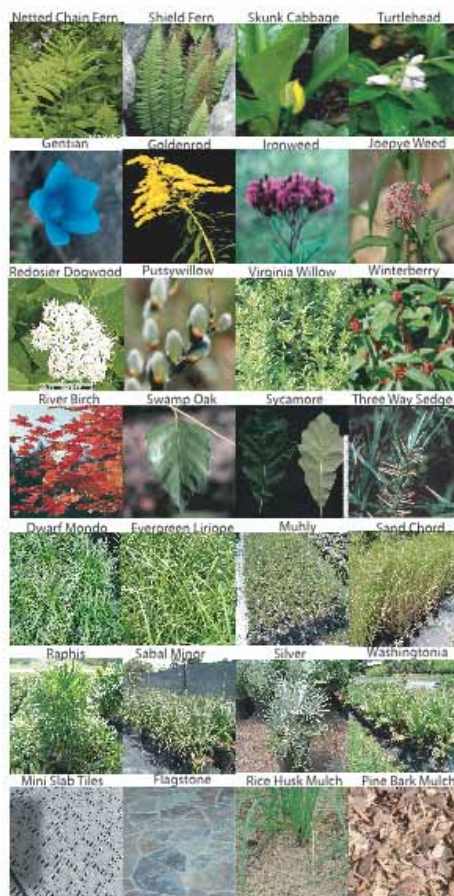 Netted Chain Fern Shield Fern Skunk Cabbage Turtlehead
Gentian Goldenrod Ironweed Joepye Weed
Redosier Dogwood Pussywillow Virginia Willow Winterberry
River Birch Swamp Oak Sycamore Three Way Sedge
Dwarf Mondo Evergreen Liriope Muhly Sand Chord
Raphis Sabal Minor Silver Washingtonia
Mini Slab Tiles Flagstone Rice Husk Mulch Pine Bark Mulch